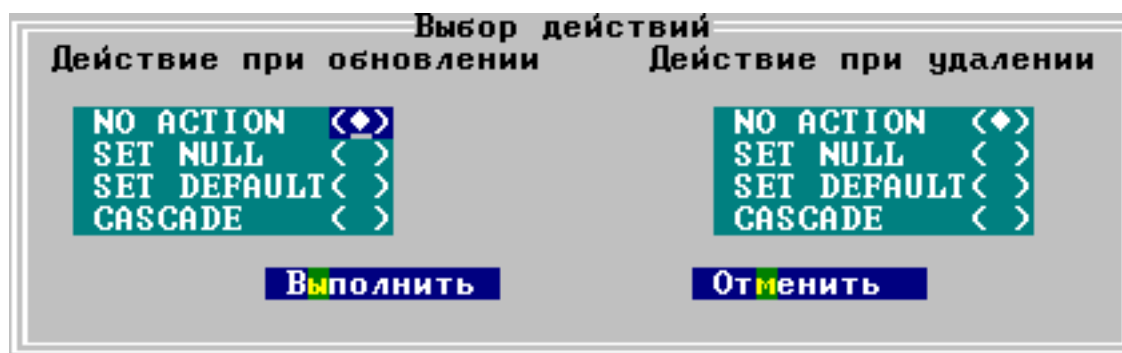 Выбор действий
Действие при обновлении Действие при удалении
NO ACTION (♦) NO ACTION (♦)
SET NULL ( ) SET NULL ( )
SET DEFAULT( ) SET DEFAULT( )
CASCADE ( ) CASCADE ( )
Выполнить Отменить